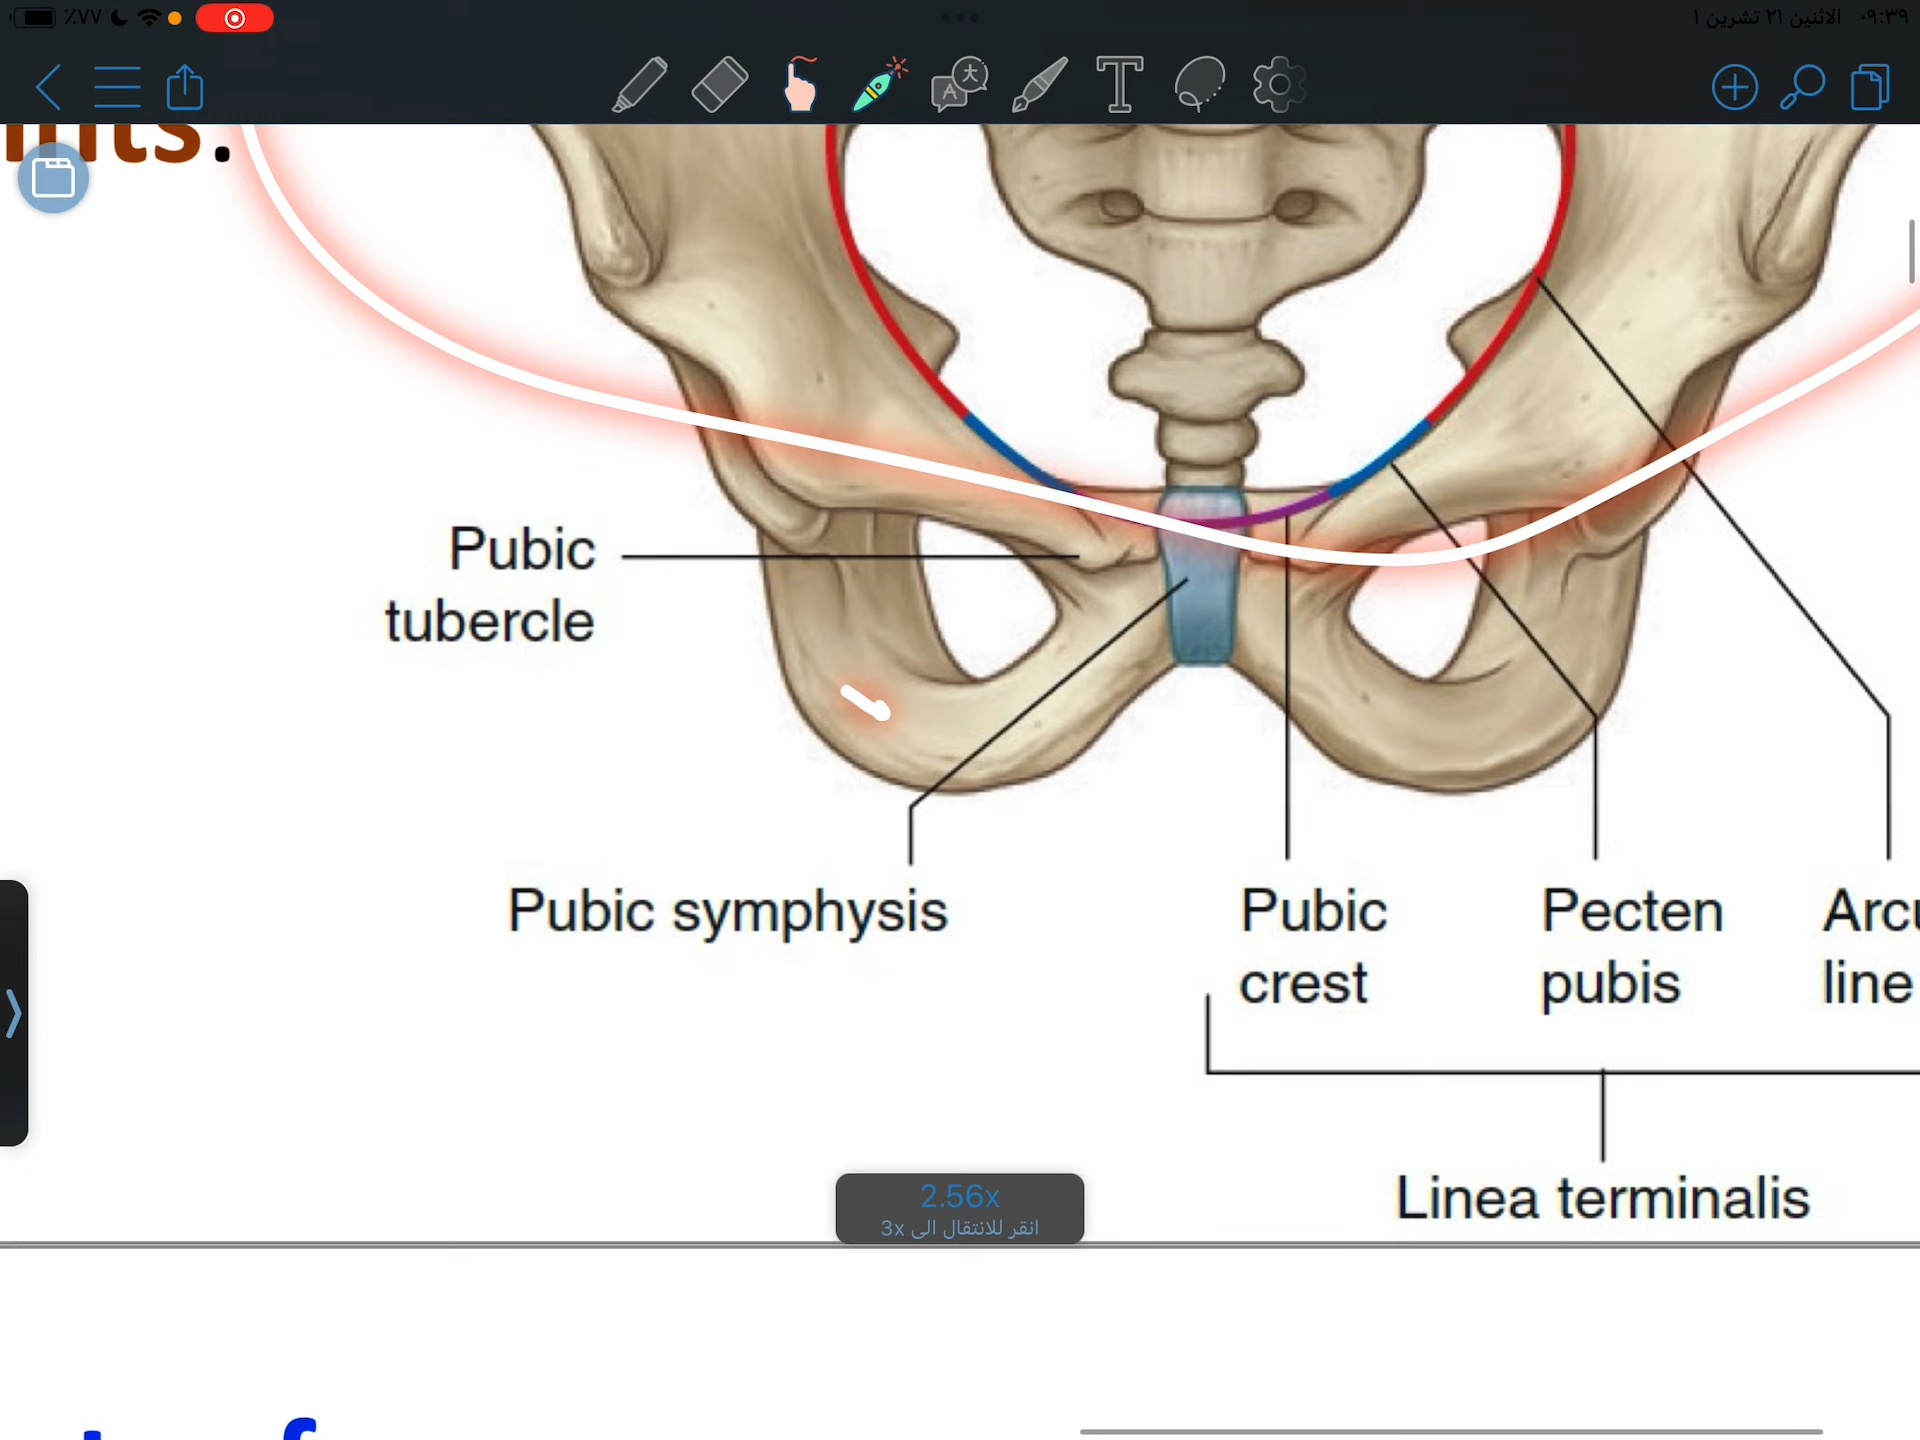 ٪٧٧
الاثنين ٢١ تشرين ١ ٠٩:٣٩
Pubic
tubercle
Pubic symphysis
Pubic
crest
Pecten
pubis
line
Linea terminalis
2.56x
انقر للانتقال الى 3x